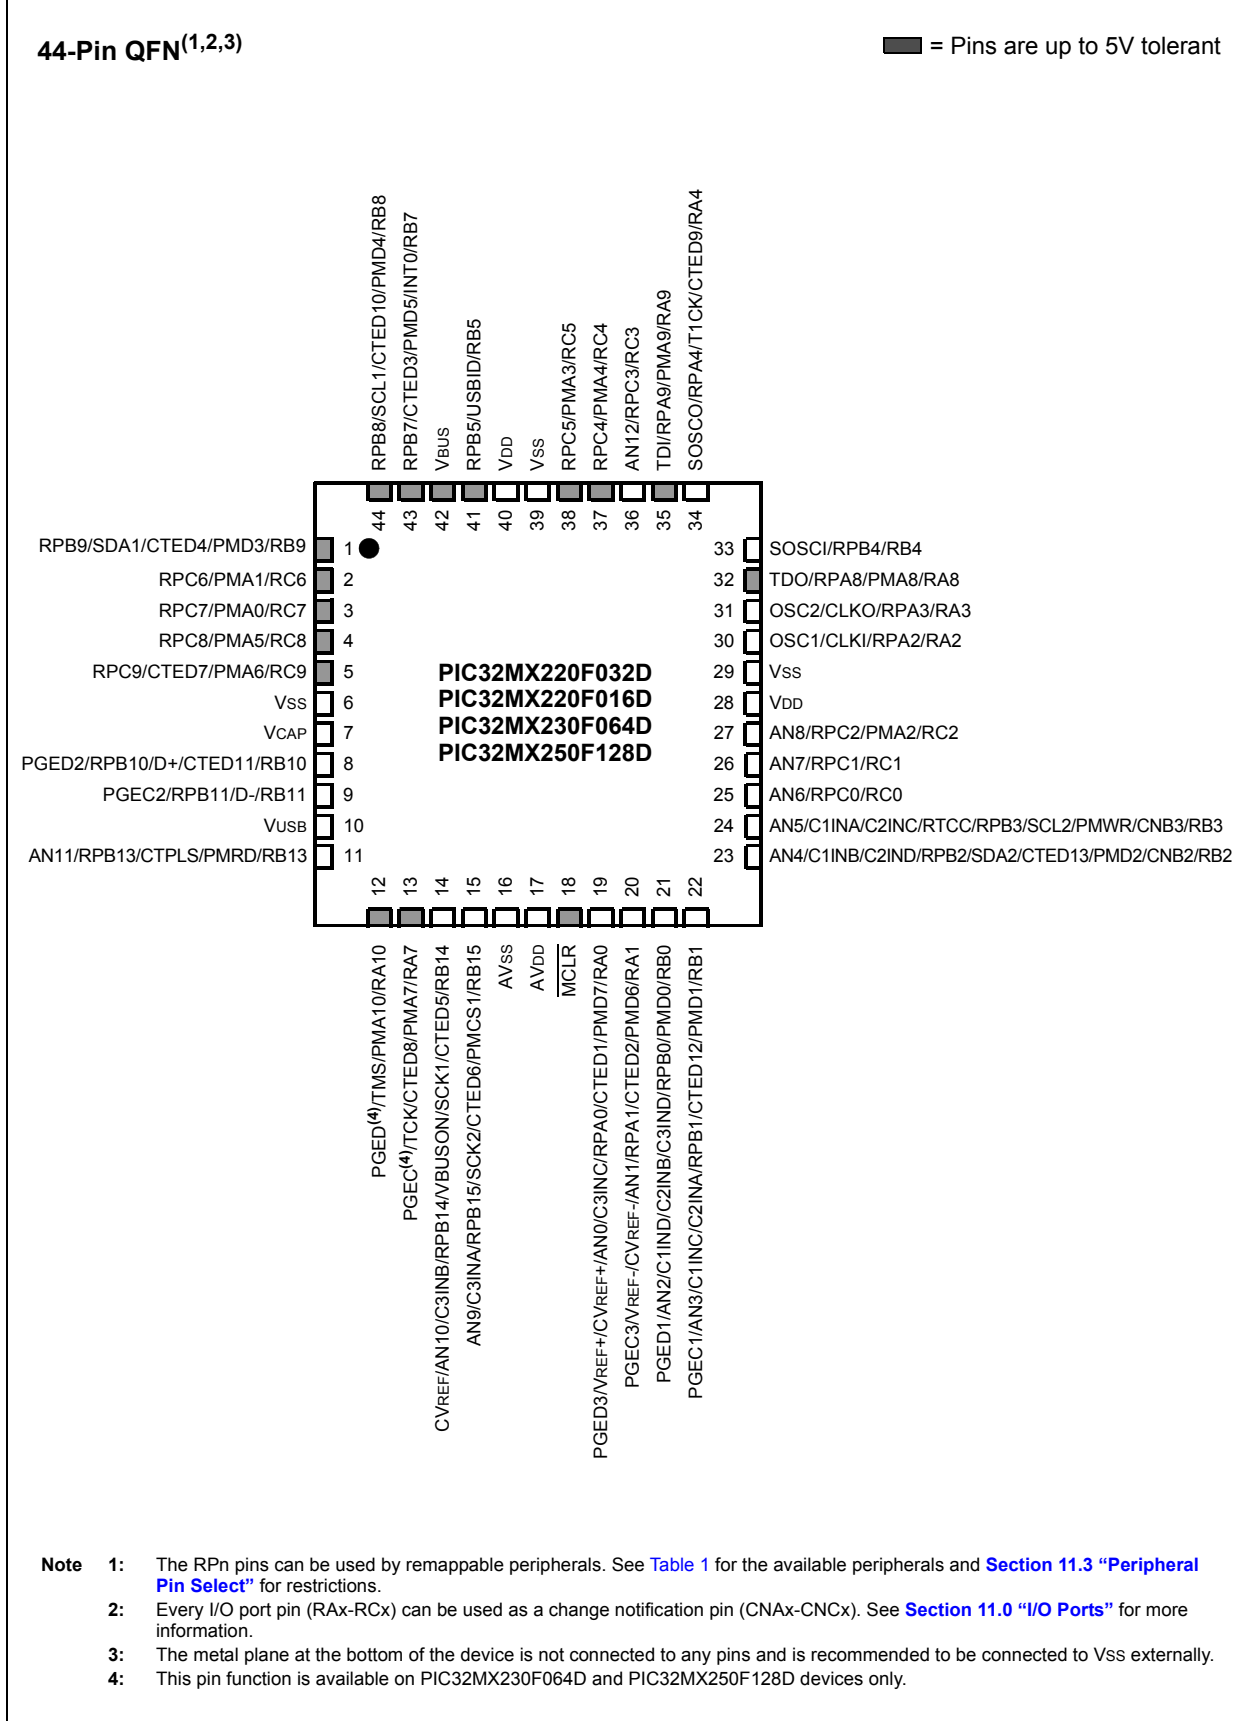 44-Pin QFN(1,2,3)
= Pins are up to 5V tolerant
RPB8/SCL1/CTED10/PMD4/RB8
RPB7/CTED3/PMD5/INT0/RB7
VBUS
RPB5/USBID/RB5
VDD
VSS
RPC5/PMA3/RC5
RPC4/PMA4/RC4
AN12/RPC3/RC3
TDI/RPA9/PMA9/RA9
SOSCO/RPA4/T1CK/CTED9/RA4
44 43 42 41 40 39 38 37 36 35 34
RPB9/SDA1/CTED4/PMD3/RB9 1
RPC6/PMA1/RC6 2
RPC7/PMA0/RC7 3
RPC8/PMA5/RC8 4
RPC9/CTED7/PMA6/RC9 5
VSS 6
VCAP 7
PGED2/RPB10/D+/CTED11/RB10 8
PGEC2/RPB11/D-/RB11 9
VUSB 10
AN11/RPB13/CTPLS/PMRD/RB13 11
PIC32MX220F032D
PIC32MX220F016D
PIC32MX230F064D
PIC32MX250F128D
33 SOSCI/RPB4/RB4
32 TDO/RPA8/PMA8/RA8
31 OSC2/CLKO/RPA3/RA3
30 OSC1/CLKI/RPA2/RA2
29 VSS
28 VDD
27 AN8/RPC2/PMA2/RC2
26 AN7/RPC1/RC1
25 AN6/RPC0/RC0
24 AN5/C1INA/C2INC/RTCC/RPB3/SCL2/PMWR/CNB3/RB3
23 AN4/C1INB/C2IND/RPB2/SDA2/CTED13/PMD2/CNB2/RB2
12 13 14 15 16 17 18 19 20 21 22
PGED(4)/TMS/PMA10/RA10
PGEC(4)/TCK/CTED8/PMA7/RA7
CVREF/AN10/C3INB/RPB14/VBUSON/SCK1/CTED5/RB14
AN9/C3INA/RPB15/SCK2/CTED6/PMCS1/RB15
AVSS
AVDD
MCLR
PGED3/VREF+/CVREF+/AN0/C3INC/RPA0/CTED1/PMD7/RA0
PGEC3/VREF-/CVREF-/AN1/RPA1/CTED2/PMD6/RA1
PGED1/AN2/C1IND/C2INB/C3IND/RPB0/PMD0/RB0
PGEC1/AN3/C1INC/C2INA/RPB1/CTED12/PMD1/RB1
Note 1: The RPn pins can be used by remappable peripherals. See Table 1 for the available peripherals and Section 11.3 “Peripheral
Pin Select” for restrictions.
2: Every I/O port pin (RAx-RCx) can be used as a change notification pin (CNAx-CNCx). See Section 11.0 “I/O Ports” for more
information.
3: The metal plane at the bottom of the device is not connected to any pins and is recommended to be connected to VSS externally.
4: This pin function is available on PIC32MX230F064D and PIC32MX250F128D devices only.